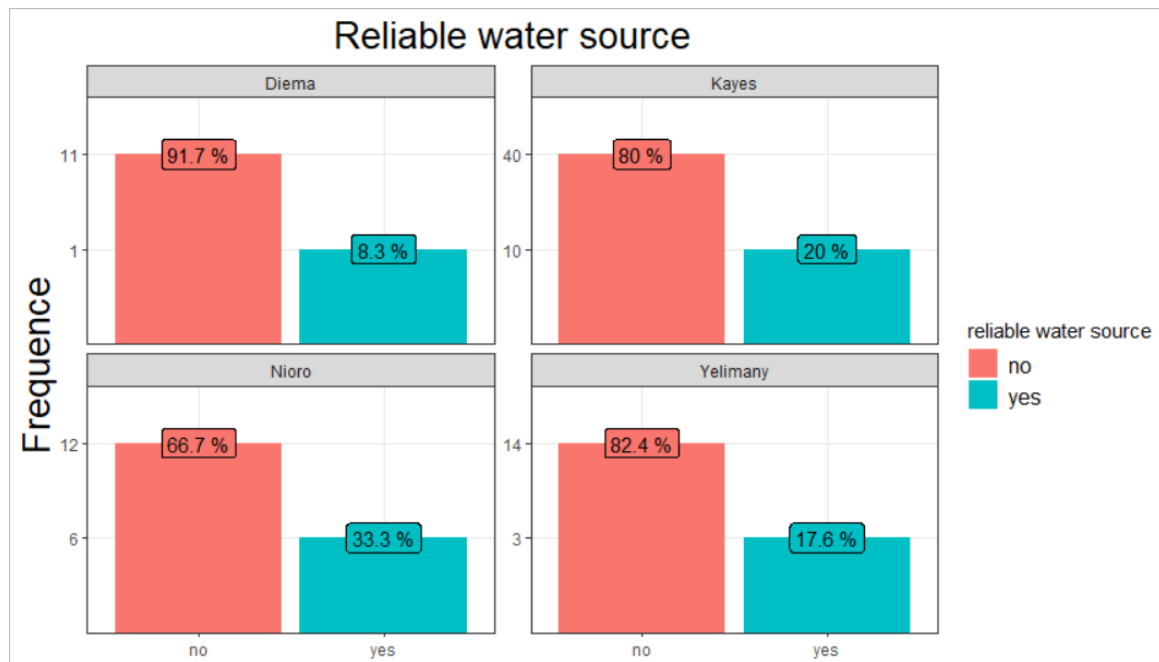 Reliable water source
Frequence
Diema
11
1
91.7 %
8.3 %
Kayes
40
10
80 %
20 %
Nioro
12
6
66.7 %
33.3 %
no
yes
Yelimany
14
3
82.4 %
17.6 %
no
yes
reliable water source
no
yes